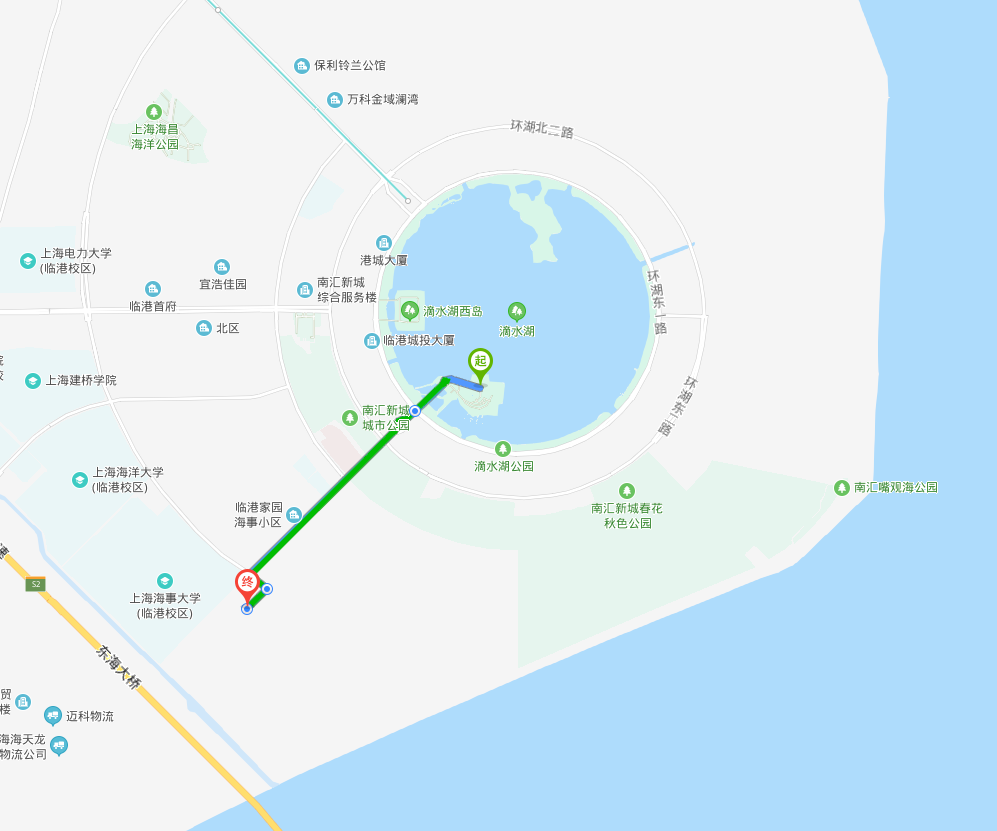 保利铃兰公馆
万科金域澜湾
环湖北二路
上海海昌
海洋公园
港城大厦
上海电力大学
(临港校区)
宜浩佳园
临港首府
南汇新城
综合服务楼
环湖东一路
滴水湖西岛
滴水湖
北区
临港城投大厦
起
院
校
上海建桥学院
环湖东二路
南汇新城
城市公园
滴水湖公园
上海海洋大学
(临港校区)
南汇嘴观海公园
南汇新城春花
秋色公园
临港家园
海事小区
速
S2
终
上海海事大学
(临港校区)
东海大桥
贸
楼
迈科物流
海海天龙
物流公司